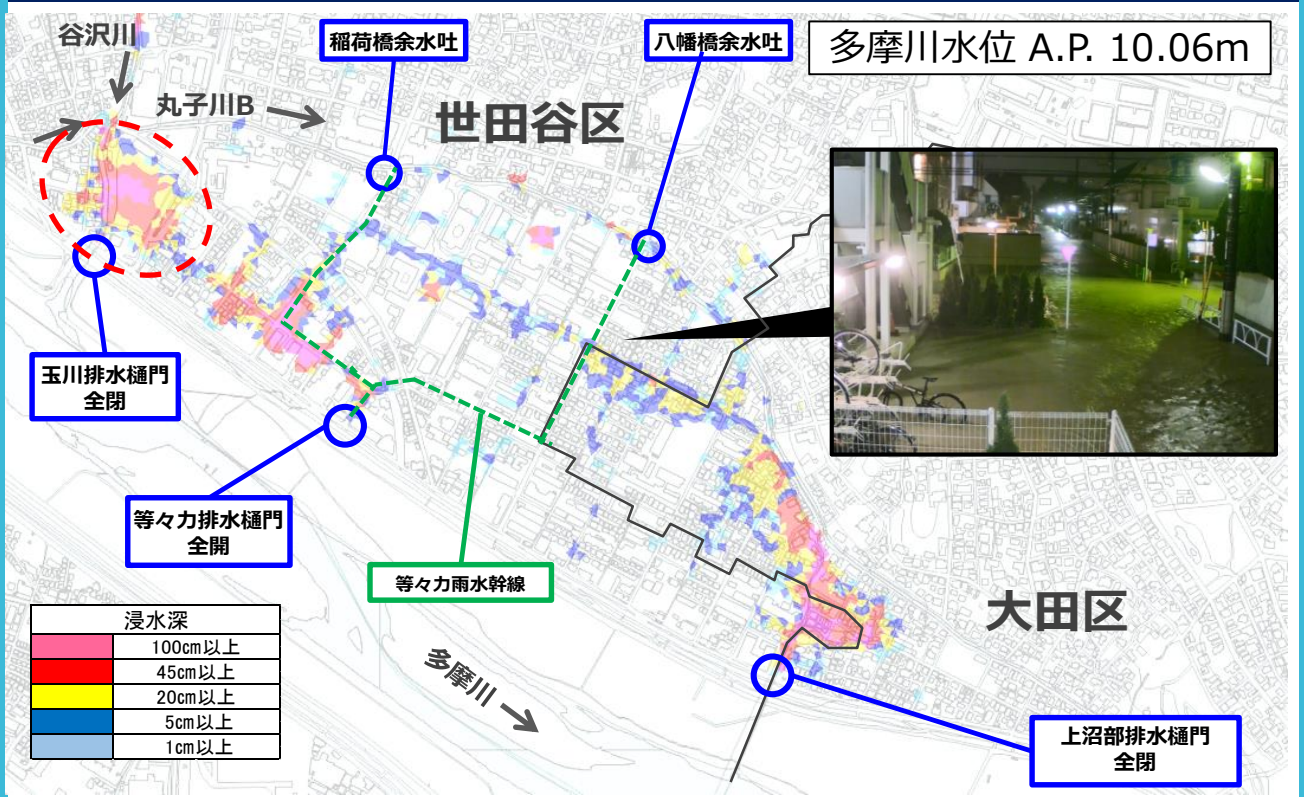 谷沢川
稲荷橋余水吐
八幡橋余水吐
多摩川水位 A.P. 10.06m
丸子川B
世田谷区
玉川排水樋門
全閉
等々力排水樋門
全開
等々力雨水幹線
大田区
浸水深
100cm以上
45cm以上
20cm以上
5cm以上
1cm以上
多摩川
上沼部排水樋門
全閉